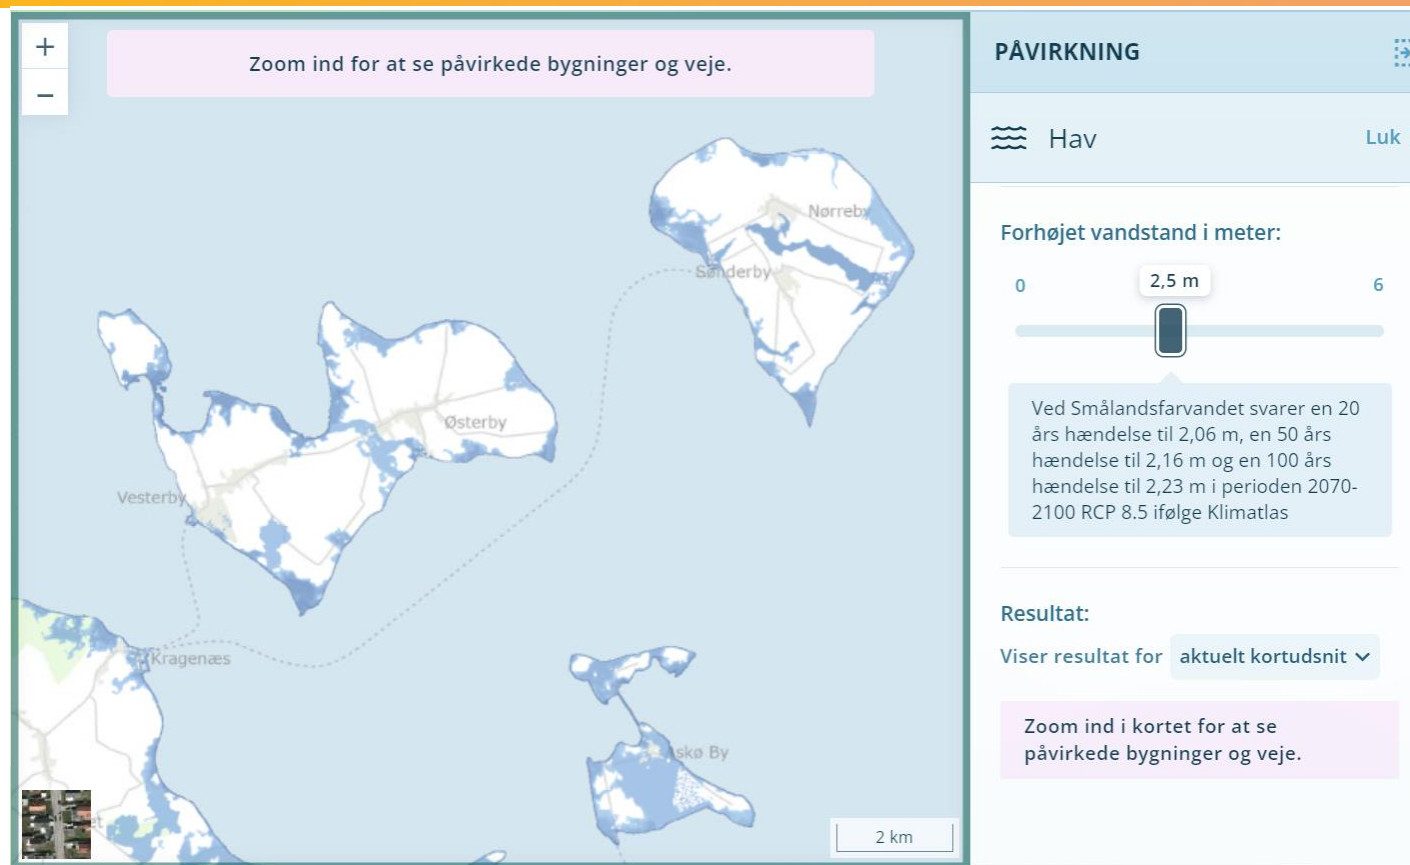 +
−
Zoom ind for at se påvirkede bygninger og veje.
Nørreby
Sønderby
Østerby
Vesterby
Kragenæs
Askø By
2 km
PÅVIRKNING
Hav
Luk
Forhøjet vandstand i meter:
0
2,5 m
6
Ved Smålandsfarvandet svarer en 20
års hændelse til 2,06 m, en 50 års
hændelse til 2,16 m og en 100 års
hændelse til 2,23 m i perioden 2070-
2100 RCP 8.5 ifølge Klimatlas
Resultat:
Viser resultat for aktuelt kortudsnit
Zoom ind i kortet for at se
påvirkede bygninger og veje.